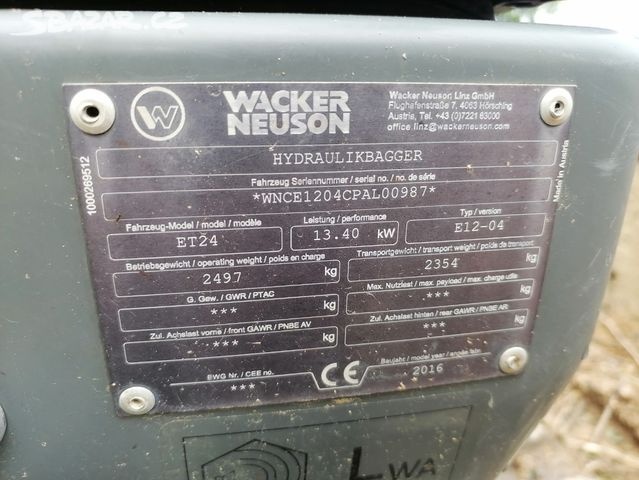 SBAZAR.CZ
W
WACKER
NEUSON
Wacker Neuson Linz GmbH
Flughafenstraße 7, 4063 Hörsching
Austria, Tel. +43 (0)7221 63000
office.linz@wackerneuson.com
1000269512
Made in Austria
HYDRAULIKBAGGER
Fahrzeug Seriennummer / serial no. / no. de série
*WNCE1204CPAL00987*
Fahrzeug-Model / model / modèle
ET24
Leistung / performance
13.40 kW
Typ / version
E12-04
Betriebsgewicht / operating weight / poids en charge
2497 kg
Transportgewicht / transport weight / poids de transport
2354 kg
G. Gew. / GWR / PTAC
*** kg
Max. Nutzlast / max. payload / max. charge utile
*** kg
Zul. Achslast vorne / front GAWR / PNBE AV
*** kg
Zul. Achslast hinten / rear GAWR / PNBE AR
*** kg
EWG Nr. / CEE no.
***
CE
Baujahr / model year / année fabr.
2016
LWA